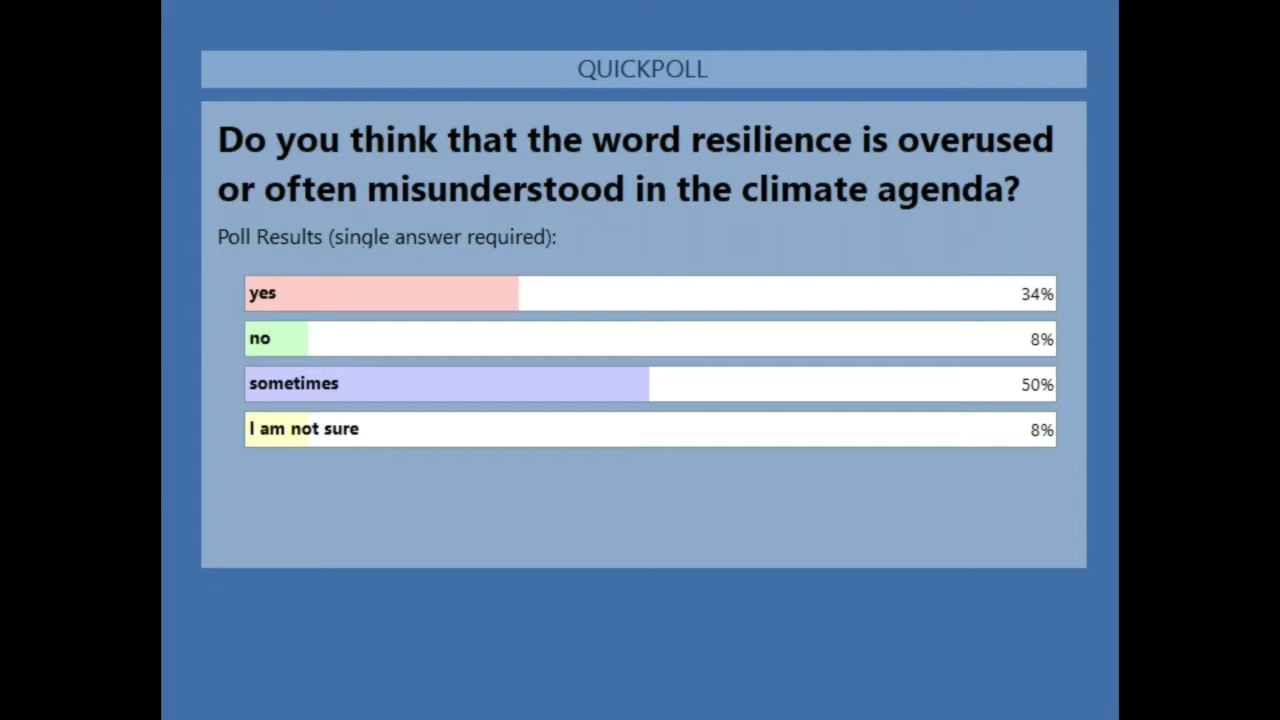 QUICKPOLL
Do you think that the word resilience is overused
or often misunderstood in the climate agenda?
Poll Results (single answer required):
yes 34%
no 8%
sometimes 50%
I am not sure 8%